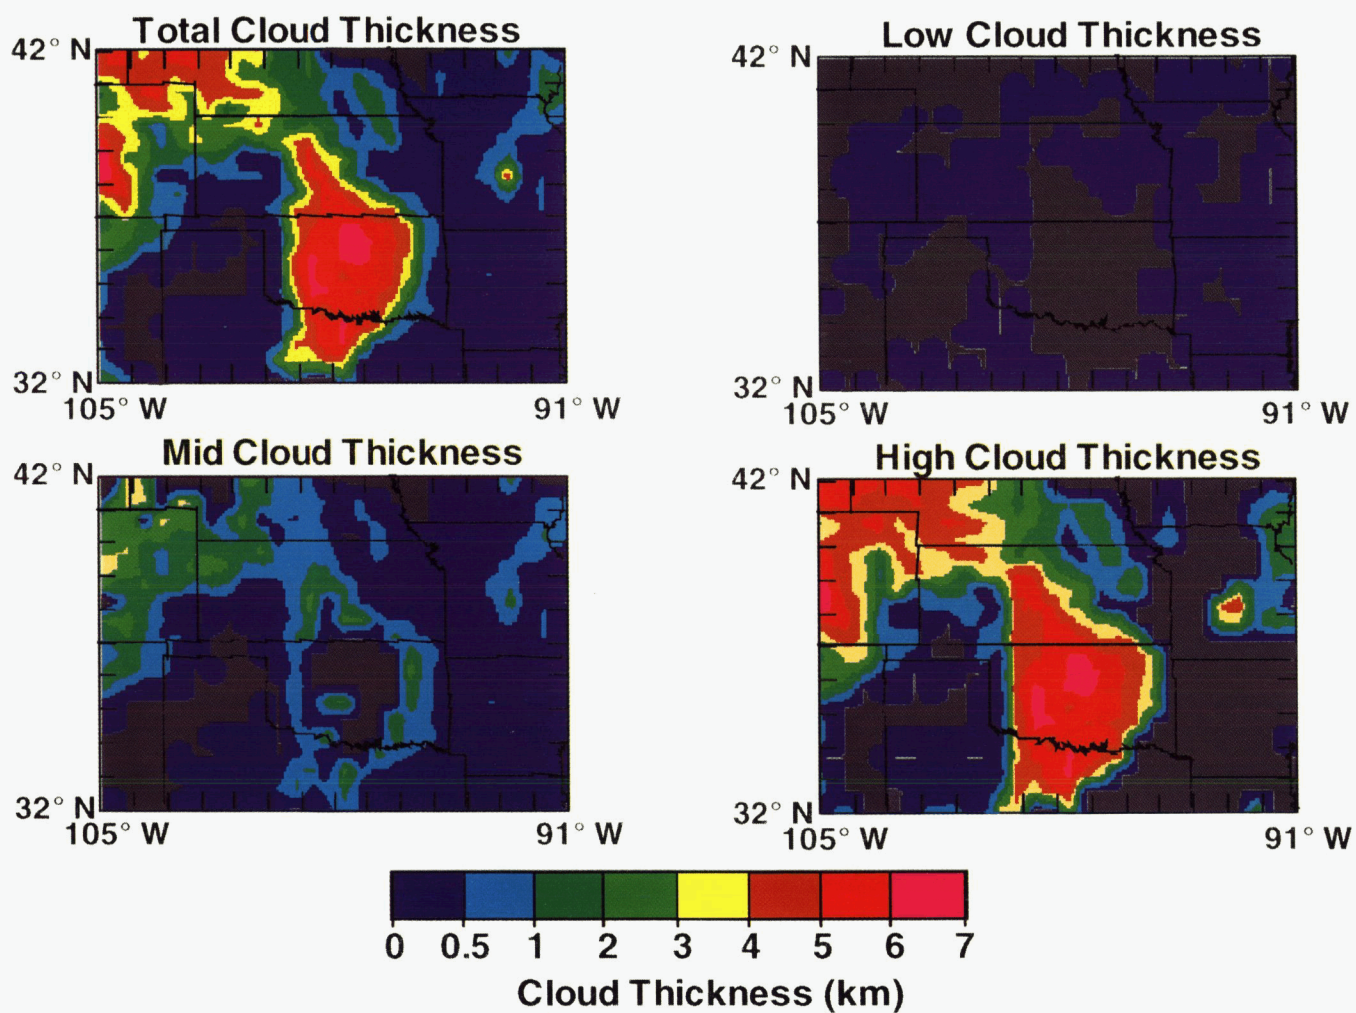 Total Cloud Thickness
Low Cloud Thickness
42° N
42° N
32° N
32° N
105° W
91° W
105° W
91° W
Mid Cloud Thickness
High Cloud Thickness
42° N
42° N
32° N
32° N
105° W
91° W
105° W
91° W
0 0.5 1 2 3 4 5 6 7
Cloud Thickness (km)